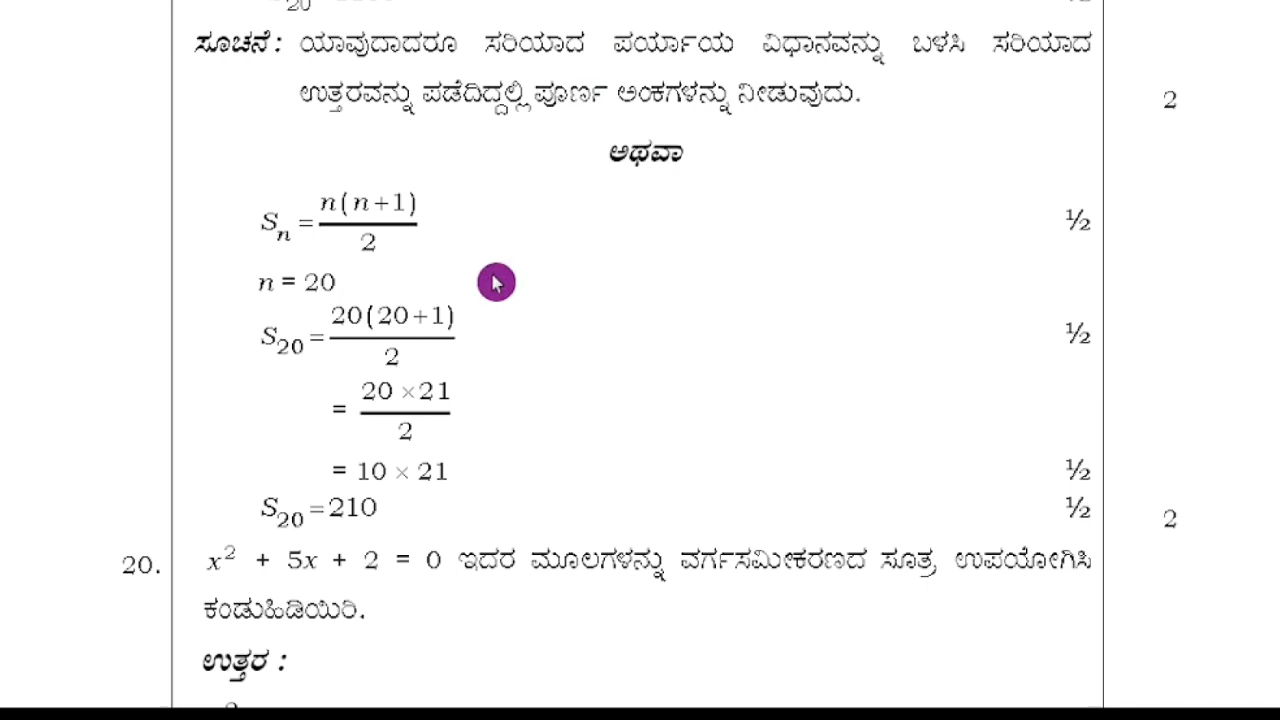 20
ಸೂಚನೆ : ಯಾವುದಾದರೂ ಸರಿಯಾದ ಪರ್ಯಾಯ ವಿಧಾನವನ್ನು ಬಳಸಿ ಸರಿಯಾದ
ಉತ್ತರವನ್ನು ಪಡೆದಿದ್ದಲ್ಲಿ ಪೂರ್ಣ ಅಂಕಗಳನ್ನು ನೀಡುವುದು. 2
ಅಥವಾ
Sn = n(n+1)/2 ½
n = 20
S20 = 20(20+1)/2 ½
= 20 × 21/2
= 10 × 21 ½
S20 = 210 ½ 2
20. x² + 5x + 2 = 0 ಇದರ ಮೂಲಗಳನ್ನು ವರ್ಗಸಮೀಕರಣದ ಸೂತ್ರ ಉಪಯೋಗಿಸಿ
ಕಂಡುಹಿಡಿಯಿರಿ.
ಉತ್ತರ :